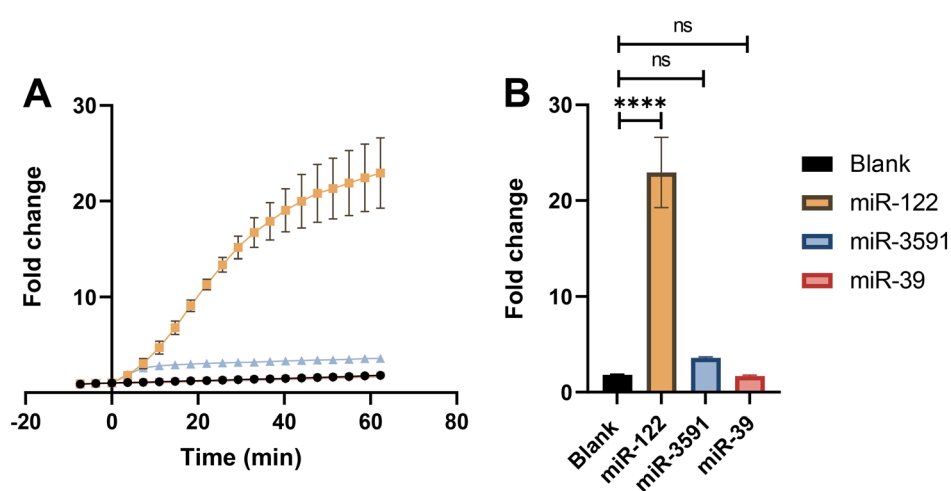 A
Fold change
30
20
10
-20
0
20
40
60
80
Time (min)
B
ns
ns
****
Fold change
30
20
10
0
Blank
miR-122
miR-3591
miR-39
Blank
miR-122
miR-3591
miR-39